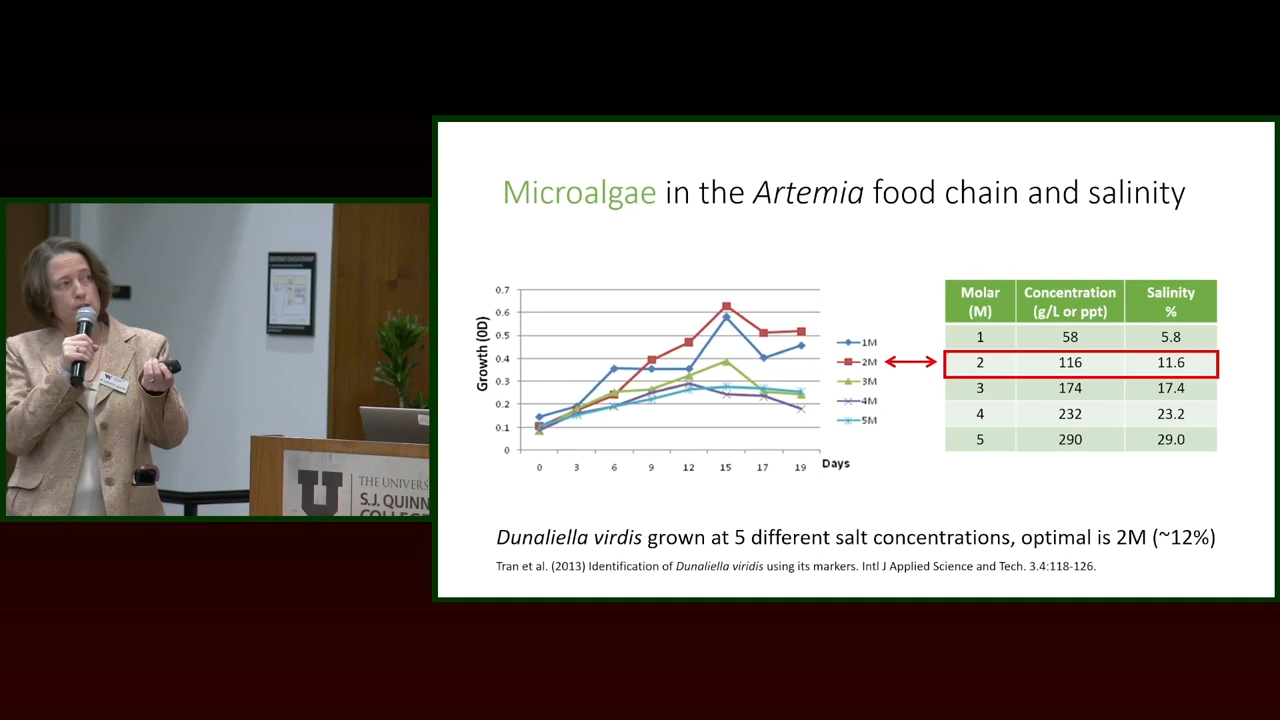 Microalgae in the Artemia food chain and salinity
Growth (OD)
0.7
0.6
0.5
0.4
0.3
0.2
0.1
0
0 3 6 9 12 15 17 19
Days
1M
2M
3M
4M
5M
Molar (M) Concentration (g/L or ppt) Salinity %
1 58 5.8
2 116 11.6
3 174 17.4
4 232 23.2
5 290 29.0
Dunaliella virdis grown at 5 different salt concentrations, optimal is 2M (~12%)
Tran et al. (2013) Identification of Dunaliella viridis using its markers. Intl J Applied Science and Tech. 3.4:118-126.
U
THE UNIVERS
S.J. QUINN
COLLEGE
W